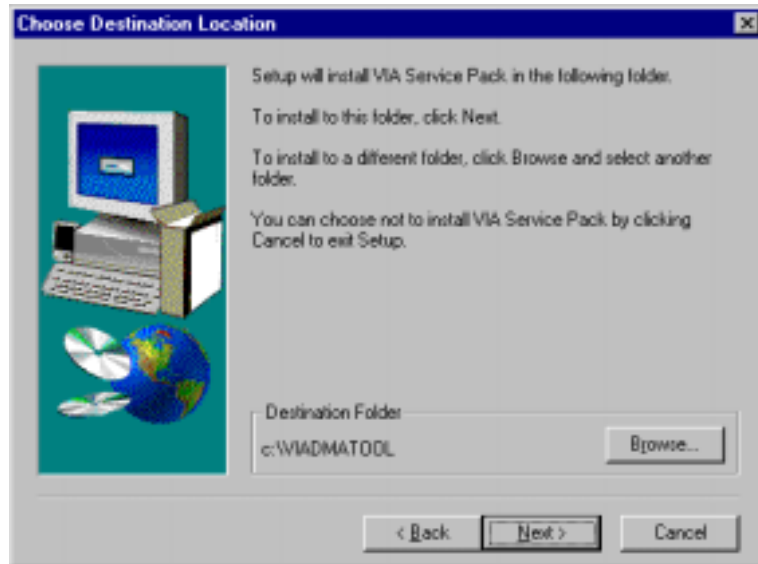 Choose Destination Location
Setup will install VIA Service Pack in the following folder.
To install to this folder, click Next.
To install to a different folder, click Browse and select another
folder.
You can choose not to install VIA Service Pack by clicking
Cancel to exit Setup.
Destination Folder
c:\VIADMATOOL
Browse...
< Back
Next >
Cancel